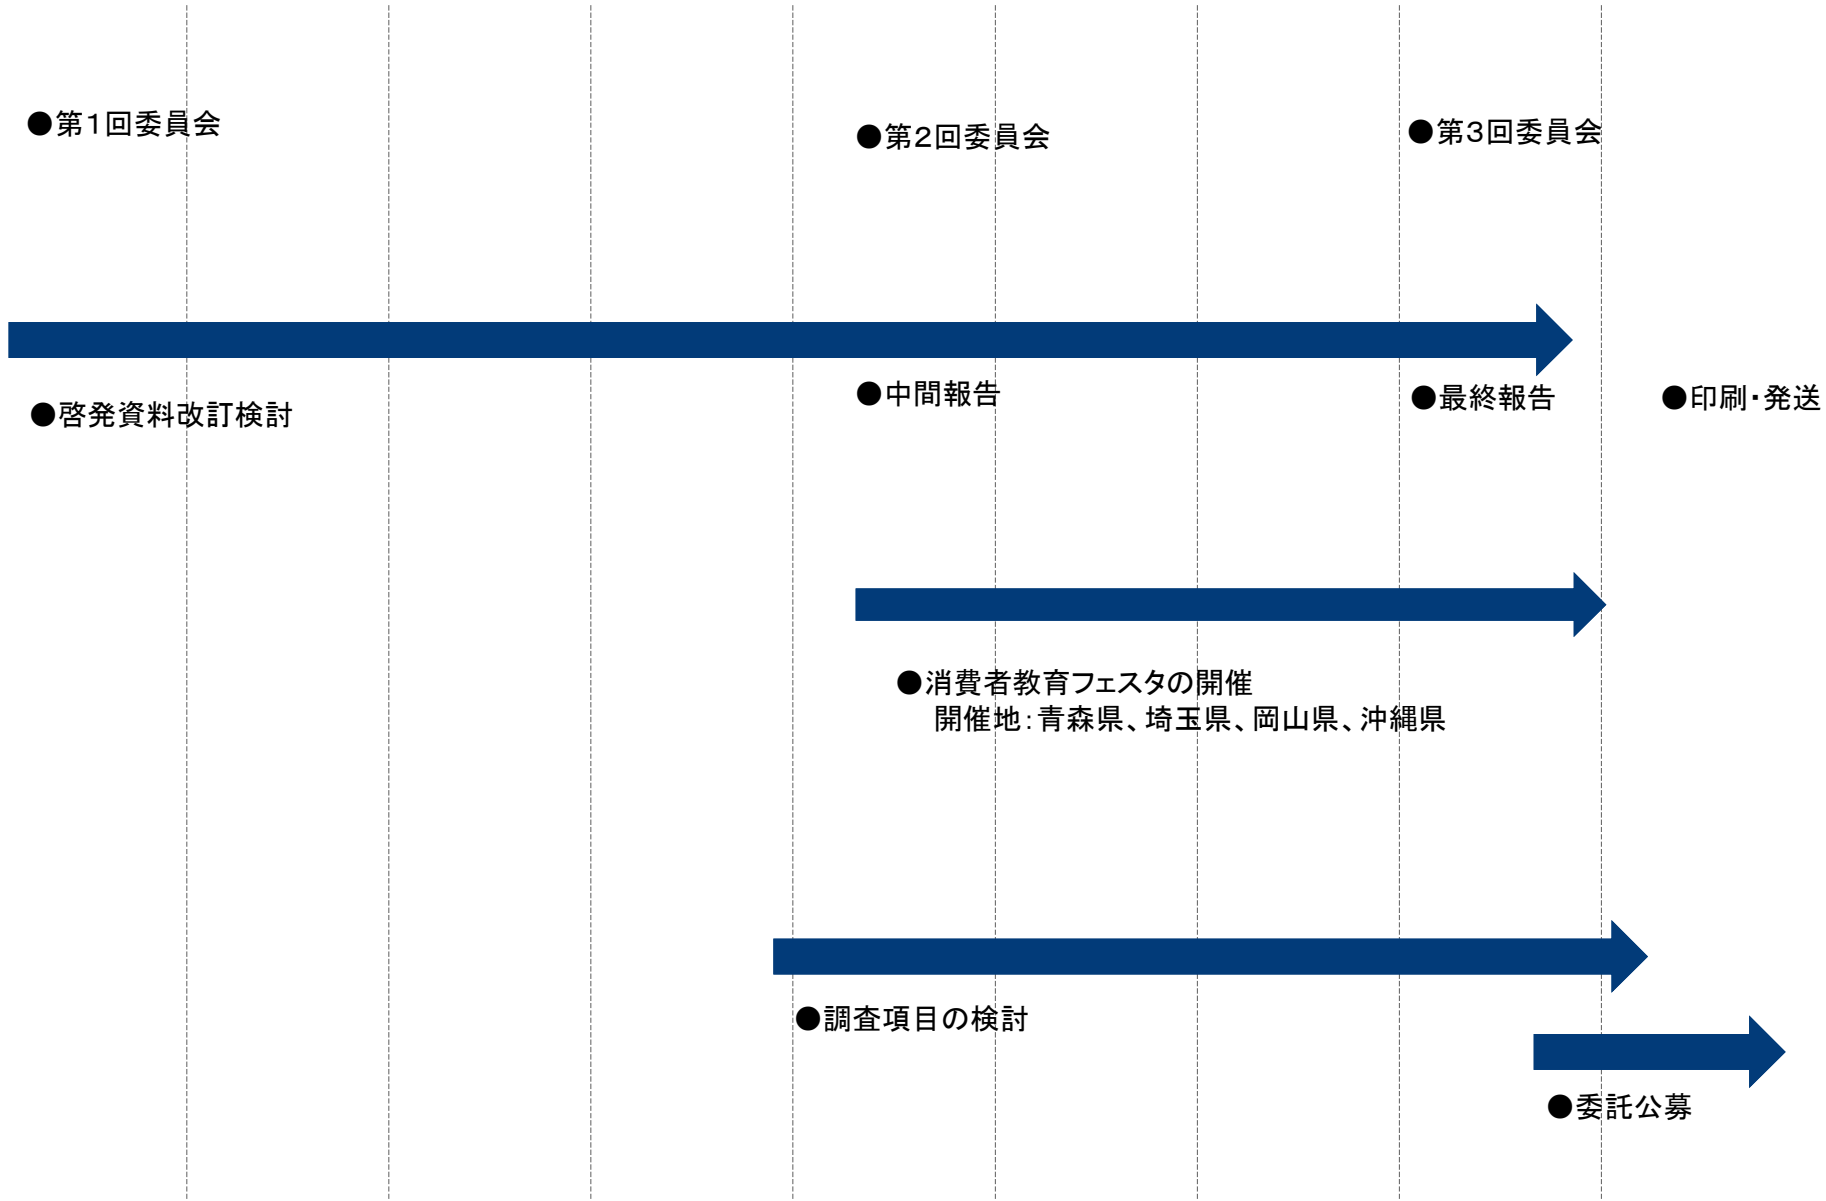 ●第1回委員会
●第2回委員会
●第3回委員会
●啓発資料改訂検討
●中間報告
●最終報告
●印刷・発送
●消費者教育フェスタの開催
開催地：青森県、埼玉県、岡山県、沖縄県
●調査項目の検討
●委託公募